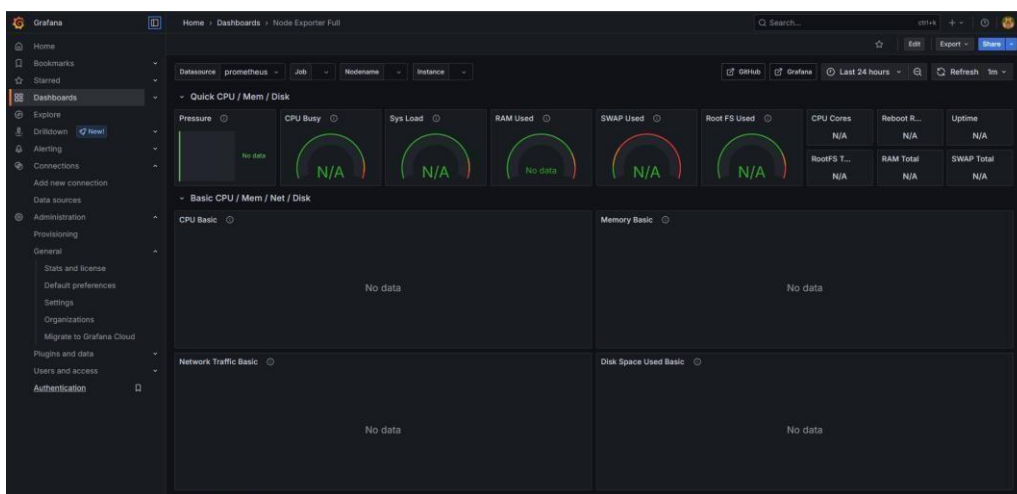 Grafana
Home › Dashboards › Node Exporter Full
Search...
ctrl+k
Edit
Export
Share
Home
Bookmarks
Starred
Dashboards
Explore
Drilldown New!
Alerting
Connections
Add new connection
Data sources
Administration
Provisioning
General
Stats and license
Default preferences
Settings
Organizations
Migrate to Grafana Cloud
Plugins and data
Users and access
Authentication
Datasource prometheus Job Nodename Instance
GitHub Grafana Last 24 hours Refresh 1m
Quick CPU / Mem / Disk
Pressure
No data
CPU Busy
N/A
Sys Load
N/A
RAM Used
No data
SWAP Used
N/A
Root FS Used
N/A
CPU Cores
N/A
Reboot R...
N/A
Uptime
N/A
RootFS T...
N/A
RAM Total
N/A
SWAP Total
N/A
Basic CPU / Mem / Net / Disk
CPU Basic
No data
Memory Basic
No data
Network Traffic Basic
No data
Disk Space Used Basic
No data